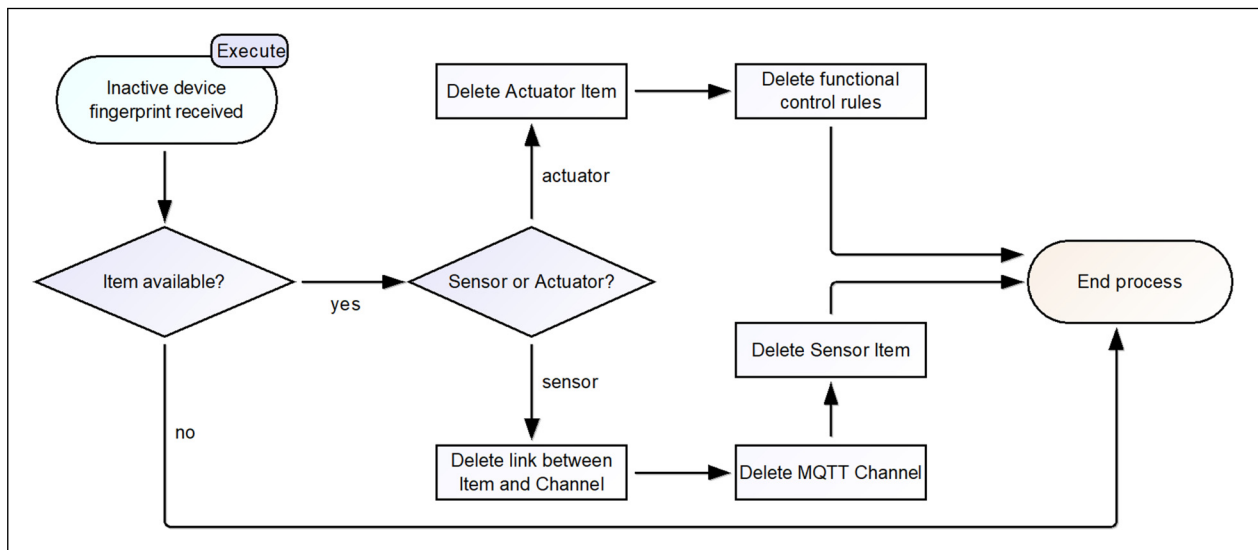 Execute
Inactive device
fingerprint received
Delete Actuator Item
Delete functional
control rules
actuator
Item available?
yes
Sensor or Actuator?
End process
sensor
Delete Sensor Item
no
Delete link between
Item and Channel
Delete MQTT Channel